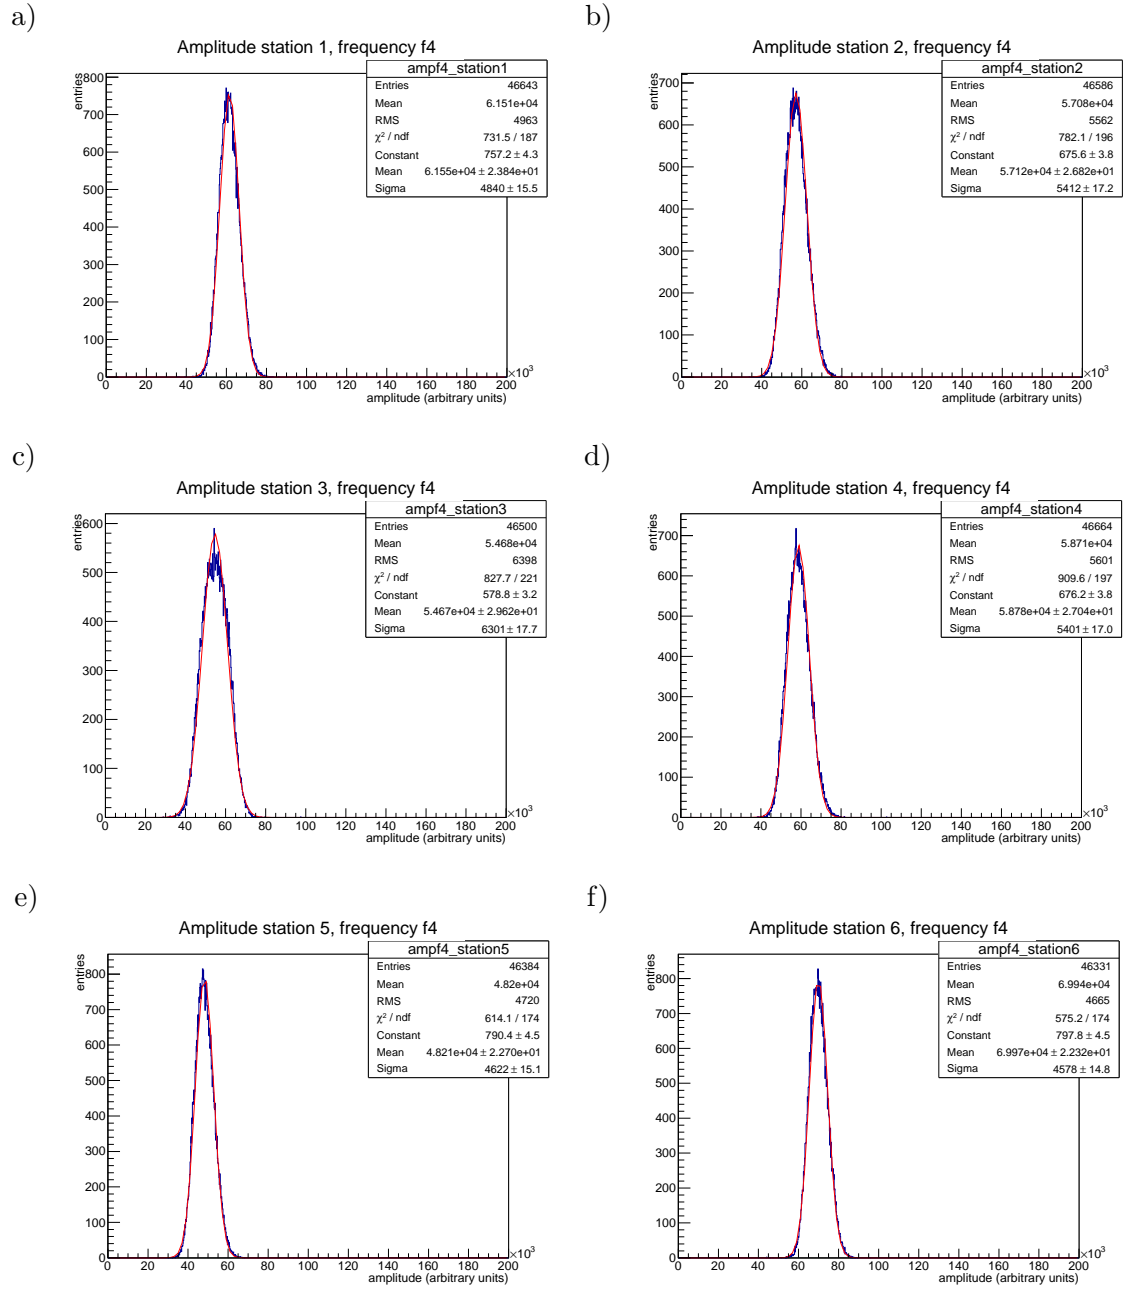 a)
Amplitude station 1, frequency f4
ampf4_station1
Entries 46643
Mean 6.151e+04
RMS 4963
χ² / ndf 731.5 / 187
Constant 757.2 ± 4.3
Mean 6.155e+04 ± 2.384e+01
Sigma 4840 ± 15.5
entries
800
700
600
500
400
300
200
100
0
0 20 40 60 80 100 120 140 160 180 200
×10³
amplitude (arbitrary units)
b)
Amplitude station 2, frequency f4
ampf4_station2
Entries 46586
Mean 5.708e+04
RMS 5562
χ² / ndf 782.1 / 196
Constant 675.6 ± 3.8
Mean 5.712e+04 ± 2.682e+01
Sigma 5412 ± 17.2
entries
700
600
500
400
300
200
100
0
0 20 40 60 80 100 120 140 160 180 200
×10³
amplitude (arbitrary units)
c)
Amplitude station 3, frequency f4
ampf4_station3
Entries 46500
Mean 5.468e+04
RMS 6398
χ² / ndf 827.7 / 221
Constant 578.8 ± 3.2
Mean 5.467e+04 ± 2.962e+01
Sigma 6301 ± 17.7
entries
600
500
400
300
200
100
0
0 20 40 60 80 100 120 140 160 180 200
×10³
amplitude (arbitrary units)
d)
Amplitude station 4, frequency f4
ampf4_station4
Entries 46664
Mean 5.871e+04
RMS 5601
χ² / ndf 909.6 / 197
Constant 676.2 ± 3.8
Mean 5.878e+04 ± 2.704e+01
Sigma 5401 ± 17.0
entries
700
600
500
400
300
200
100
0
0 20 40 60 80 100 120 140 160 180 200
×10³
amplitude (arbitrary units)
e)
Amplitude station 5, frequency f4
ampf4_station5
Entries 46384
Mean 4.82e+04
RMS 4720
χ² / ndf 614.1 / 174
Constant 790.4 ± 4.5
Mean 4.821e+04 ± 2.270e+01
Sigma 4622 ± 15.1
entries
800
700
600
500
400
300
200
100
0
0 20 40 60 80 100 120 140 160 180 200
×10³
amplitude (arbitrary units)
f)
Amplitude station 6, frequency f4
ampf4_station6
Entries 46331
Mean 6.994e+04
RMS 4665
χ² / ndf 575.2 / 174
Constant 797.8 ± 4.5
Mean 6.997e+04 ± 2.232e+01
Sigma 4578 ± 14.8
entries
800
700
600
500
400
300
200
100
0
0 20 40 60 80 100 120 140 160 180 200
×10³
amplitude (arbitrary units)